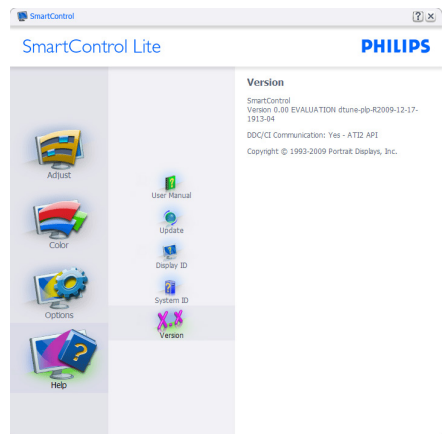 SmartControl
SmartControl Lite
PHILIPS
Adjust
Color
Options
Help
User Manual
Update
Display ID
System ID
X.X
Version
Version
SmartControl
Version 0.00 EVALUATION dtune-plp-R2009-12-17-
1913-04
DDC/CI Communication: Yes - ATI2 API
Copyright © 1993-2009 Portrait Displays, Inc.